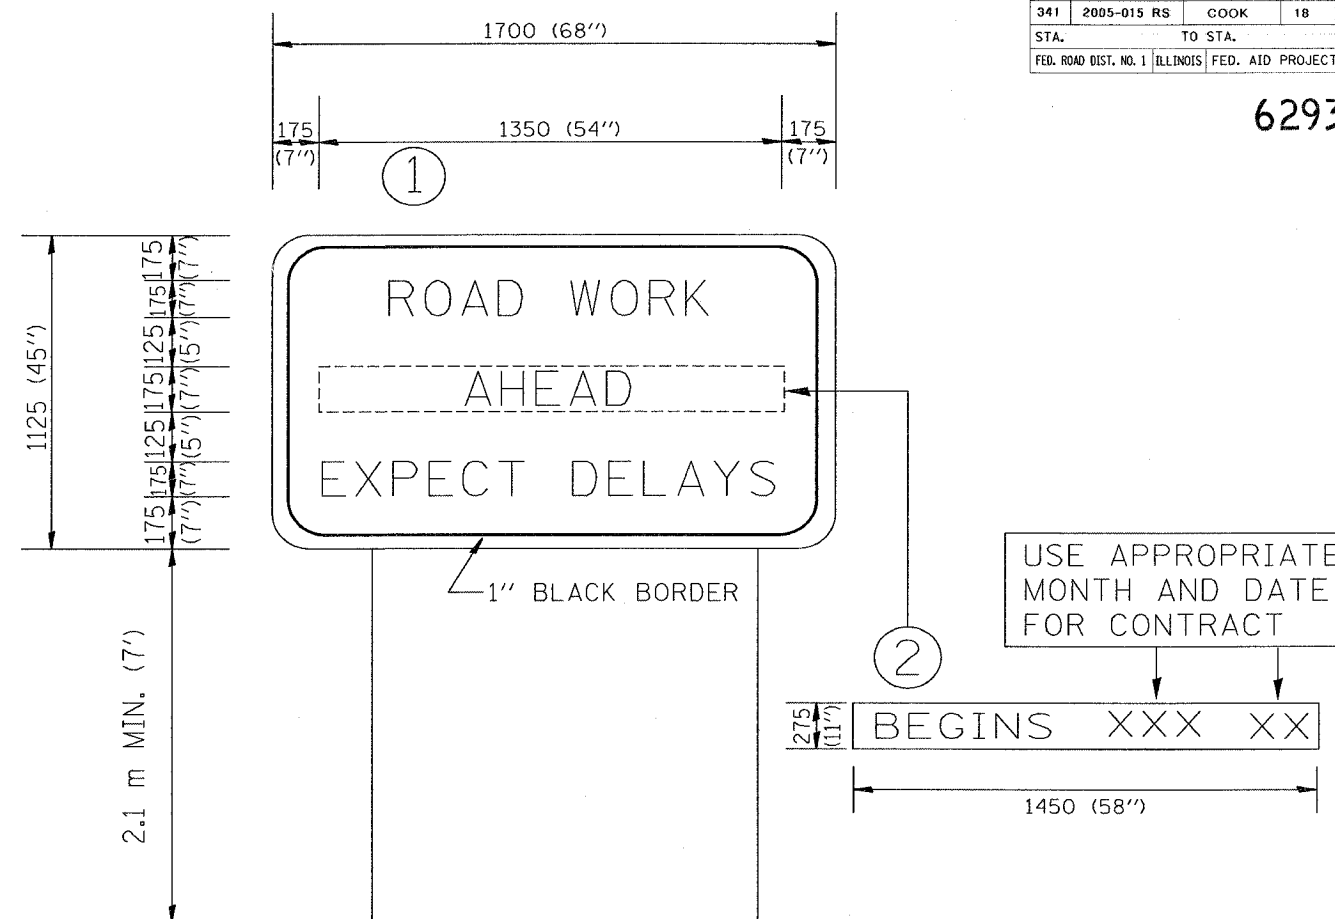 341 2005-015 RS COOK 18
STA. TO STA.
FED. ROAD DIST. NO. 1 ILLINOIS FED. AID PROJECT
6293
1700 (68'')
175 (7'')
1350 (54'')
175 (7'')
1
1125 (45'')
175 (7'')
175 (7'')
125 (5'')
175 (7'')
125 (5'')
175 (7'')
175 (7'')
ROAD WORK
AHEAD
EXPECT DELAYS
1'' BLACK BORDER
2.1 m MIN. (7')
2
USE APPROPRIATE
MONTH AND DATE
FOR CONTRACT
275 (11'')
BEGINS XXX XX
1450 (58'')